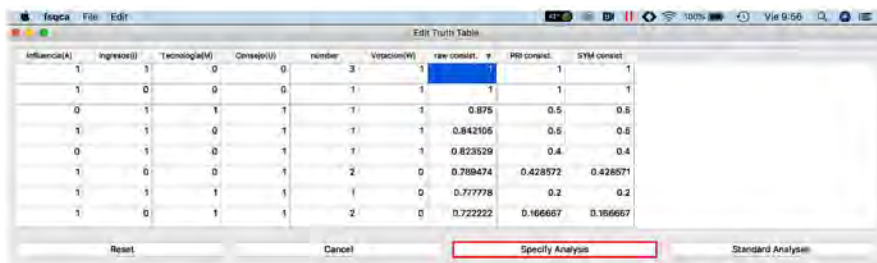 fsqca File Edit 100% Vie 9:56
Edit Truth Table
Influencia(A) Ingresos(I) Tecnología(M) Consejo(U) number Votacion(W) raw consist. PRI consist. SYM consist
1 1 0 0 3 1 1 1 1
1 0 0 0 1 1 1 1 1
0 1 1 1 1 1 0.875 0.5 0.5
1 1 0 1 1 1 0.842105 0.5 0.5
0 1 0 1 1 1 0.823529 0.4 0.4
1 0 0 1 2 0 0.789474 0.428572 0.428571
1 1 1 1 1 0 0.777778 0.2 0.2
1 0 1 1 2 0 0.722222 0.166667 0.166667
Reset Cancel Specify Analysis Standard Analyses